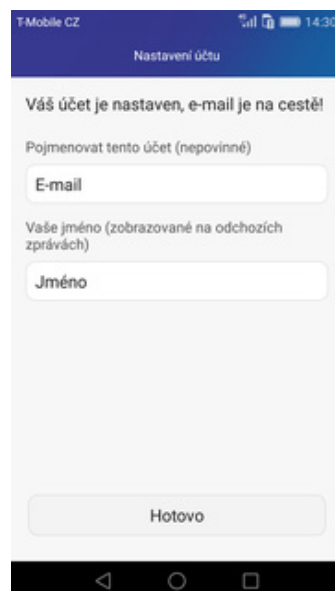 T-Mobile CZ 14:30
Nastavení účtu
Váš účet je nastaven, e-mail je na cestě!
Pojmenovat tento účet (nepovinné)
E-mail
Vaše jméno (zobrazované na odchozích
zprávách)
Jméno
Hotovo